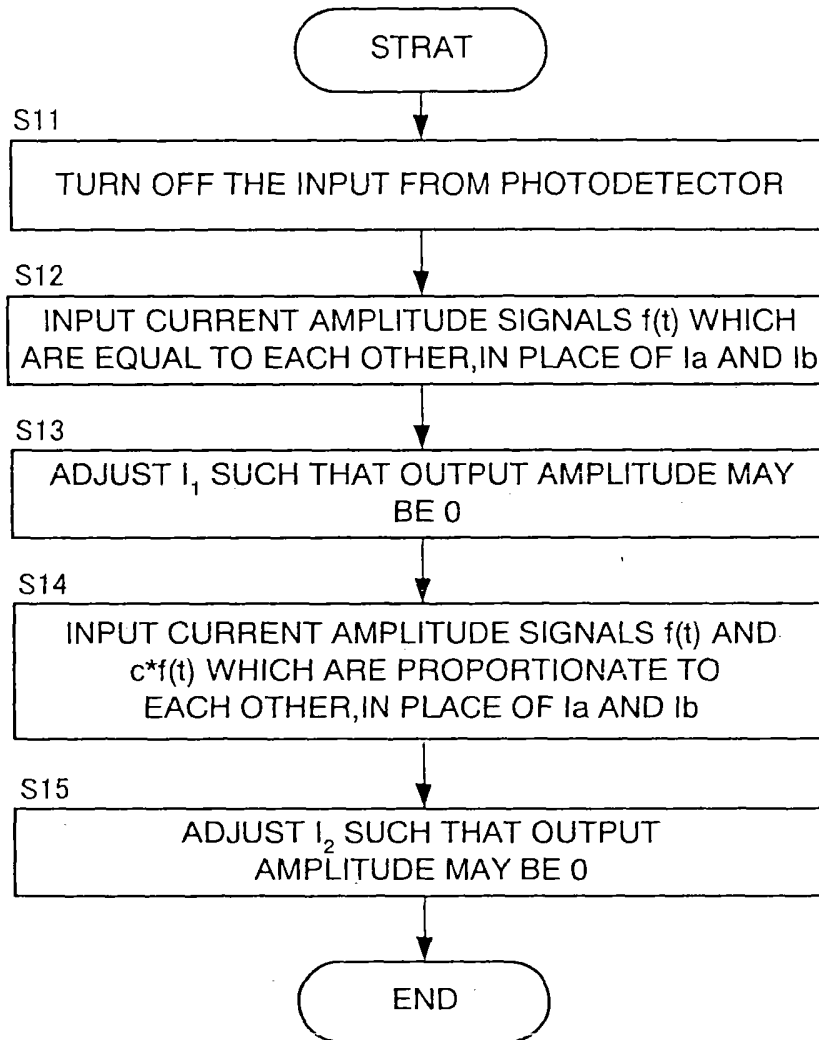 STRAT
S11
TURN OFF THE INPUT FROM PHOTODETECTOR
S12
INPUT CURRENT AMPLITUDE SIGNALS f(t) WHICH
ARE EQUAL TO EACH OTHER,IN PLACE OF Ia AND Ib
S13
ADJUST I₁ SUCH THAT OUTPUT AMPLITUDE MAY
BE 0
S14
INPUT CURRENT AMPLITUDE SIGNALS f(t) AND
c*f(t) WHICH ARE PROPORTIONATE TO
EACH OTHER,IN PLACE OF Ia AND Ib
S15
ADJUST I₂ SUCH THAT OUTPUT
AMPLITUDE MAY BE 0
END